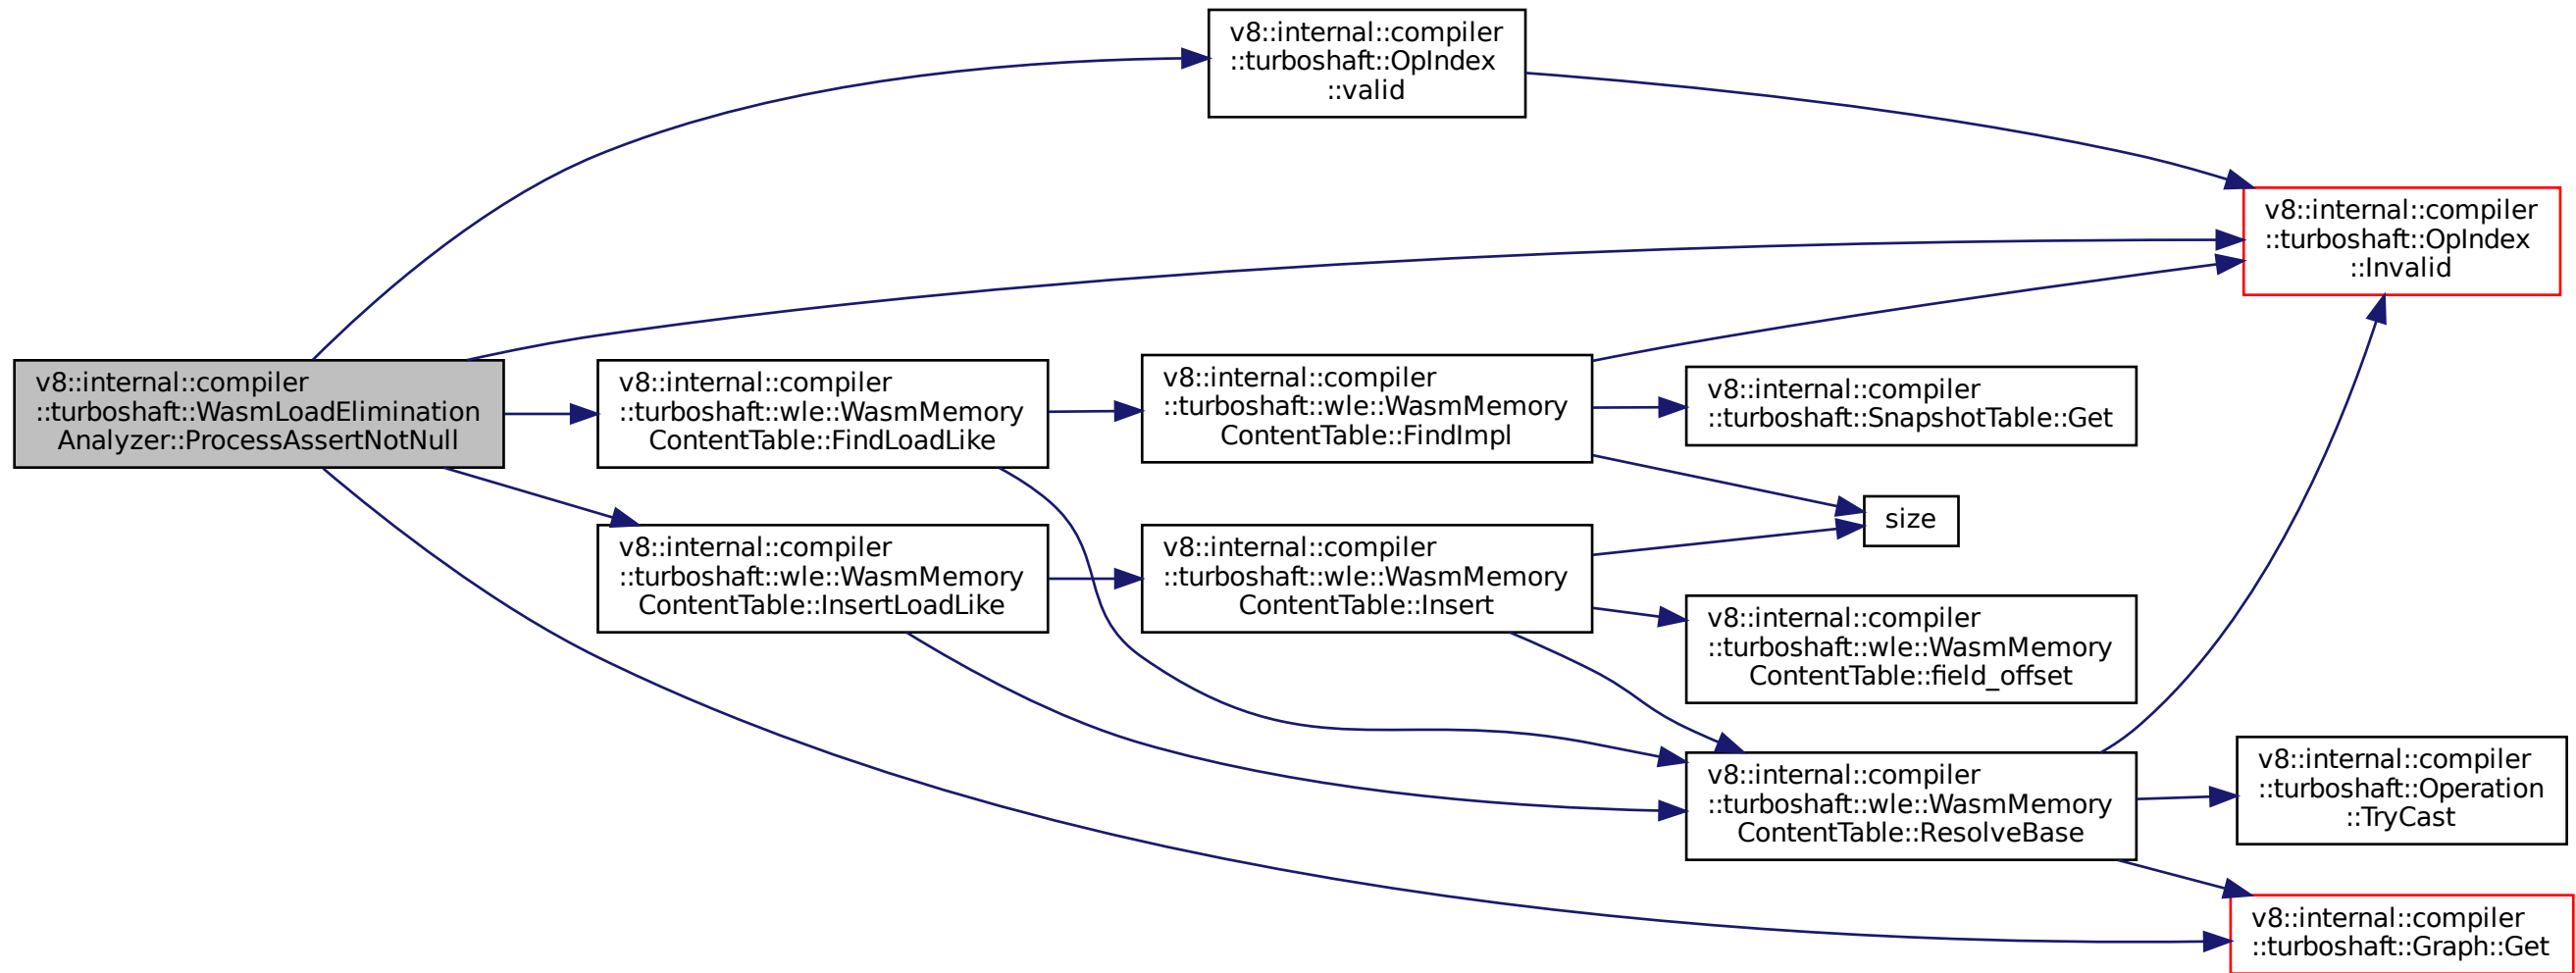 v8::internal::compiler
::turboshaft::OpIndex
::valid
v8::internal::compiler
::turboshaft::OpIndex
::Invalid
v8::internal::compiler
::turboshaft::WasmLoadElimination
Analyzer::ProcessAssertNotNull
v8::internal::compiler
::turboshaft::wle::WasmMemory
ContentTable::FindLoadLike
v8::internal::compiler
::turboshaft::wle::WasmMemory
ContentTable::FindImpl
v8::internal::compiler
::turboshaft::SnapshotTable::Get
size
v8::internal::compiler
::turboshaft::wle::WasmMemory
ContentTable::InsertLoadLike
v8::internal::compiler
::turboshaft::wle::WasmMemory
ContentTable::Insert
v8::internal::compiler
::turboshaft::wle::WasmMemory
ContentTable::field_offset
v8::internal::compiler
::turboshaft::wle::WasmMemory
ContentTable::ResolveBase
v8::internal::compiler
::turboshaft::Operation
::TryCast
v8::internal::compiler
::turboshaft::Graph::Get